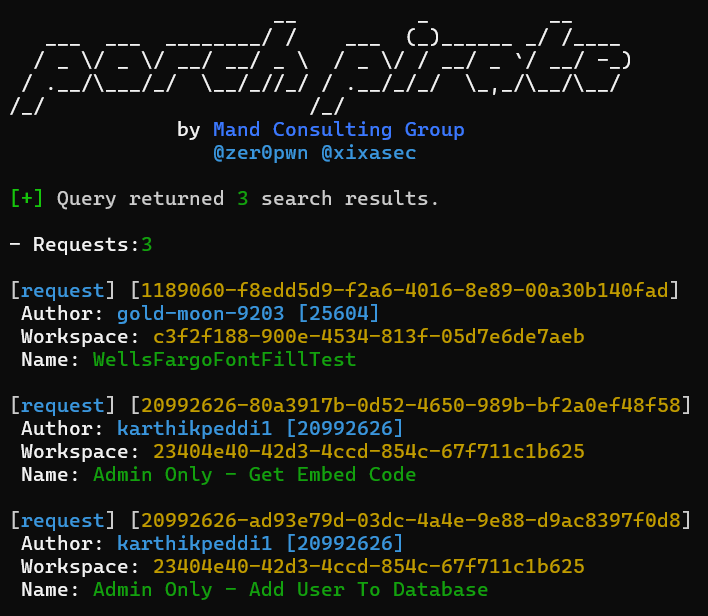 porch pirate
by Mand Consulting Group
@zer0pwn @xixasec
[+] Query returned 3 search results.
- Requests:3
[request] [1189060-f8edd5d9-f2a6-4016-8e89-00a30b140fad]
Author: gold-moon-9203 [25604]
Workspace: c3f2f188-900e-4534-813f-05d7e6de7aeb
Name: WellsFargoFontFillTest
[request] [20992626-80a3917b-0d52-4650-989b-bf2a0ef48f58]
Author: karthikpeddi1 [20992626]
Workspace: 23404e40-42d3-4ccd-854c-67f711c1b625
Name: Admin Only - Get Embed Code
[request] [20992626-ad93e79d-03dc-4a4e-9e88-d9ac8397f0d8]
Author: karthikpeddi1 [20992626]
Workspace: 23404e40-42d3-4ccd-854c-67f711c1b625
Name: Admin Only - Add User To Database